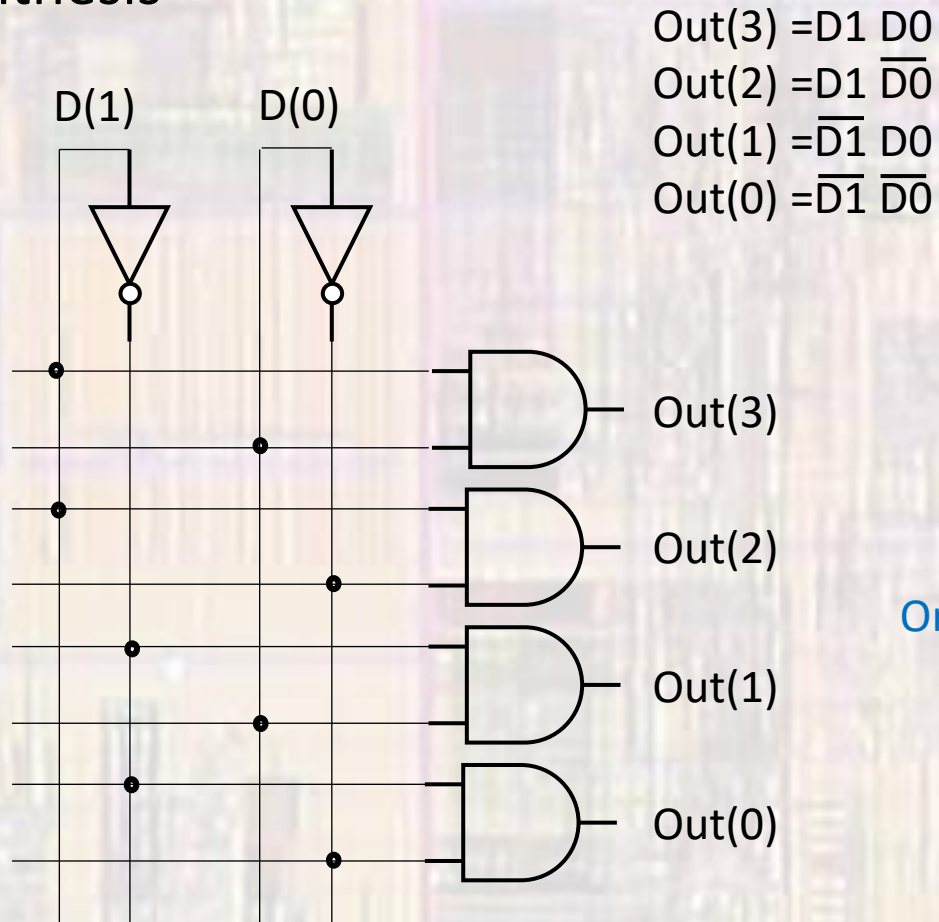 Out(3) =D1 D0
D(1) D(0)
Out(2) =D1 D̅0̅
Out(1) =D̅1̅ D0
Out(0) =D̅1̅ D̅0̅
Out(3)
Out(2)
Out(1)
Out(0)